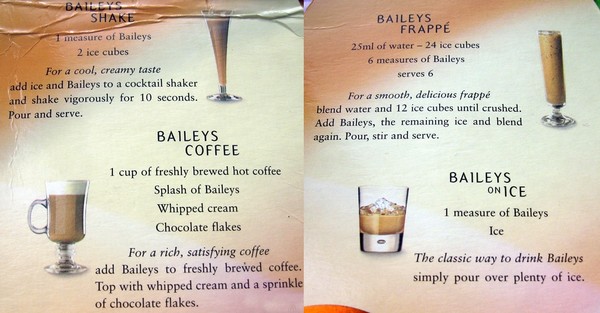 BAILEYS
SHAKE
1 measure of Baileys
2 ice cubes
For a cool, creamy taste
add ice and Baileys to a cocktail shaker
and shake vigorously for 10 seconds.
Pour and serve.
BAILEYS
COFFEE
1 cup of freshly brewed hot coffee
Splash of Baileys
Whipped cream
Chocolate flakes
For a rich, satisfying coffee
add Baileys to freshly brewed coffee.
Top with whipped cream and a sprinkle
of chocolate flakes.
BAILEYS
FRAPPÉ
25ml of water – 24 ice cubes
6 measures of Baileys
serves 6
For a smooth, delicious frappé
blend water and 12 ice cubes until crushed.
Add Baileys, the remaining ice and blend
again. Pour, stir and serve.
BAILEYS
ON ICE
1 measure of Baileys
Ice
The classic way to drink Baileys
simply pour over plenty of ice.